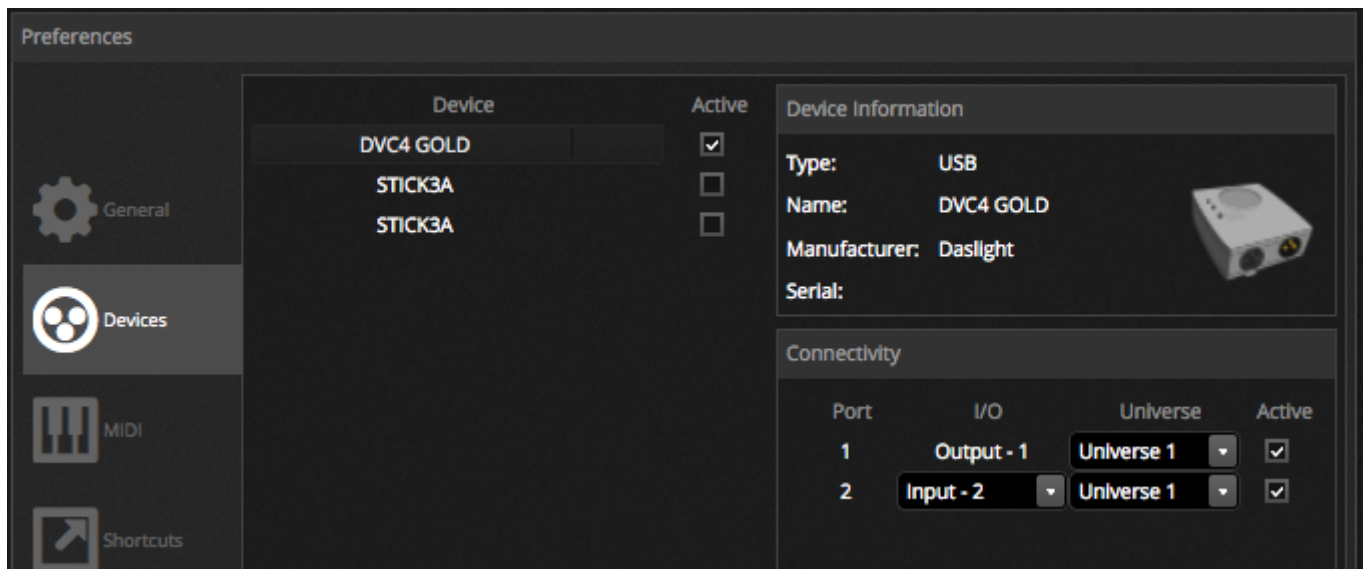 Preferences
General
Devices
MIDI
Shortcuts
Device Active
DVC4 GOLD
STICK3A
STICK3A
Device Information
Type: USB
Name: DVC4 GOLD
Manufacturer: Daslight
Serial:
Connectivity
Port I/O Universe Active
1 Output - 1 Universe 1
2 Input - 2 Universe 1